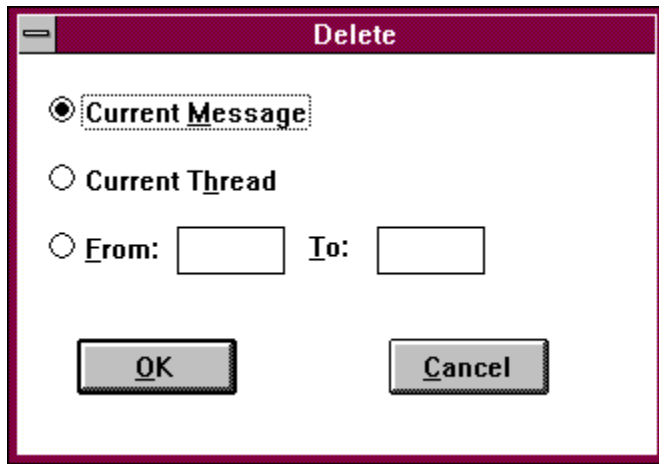 Delete
Current Message
Current Thread
From: To:
OK Cancel